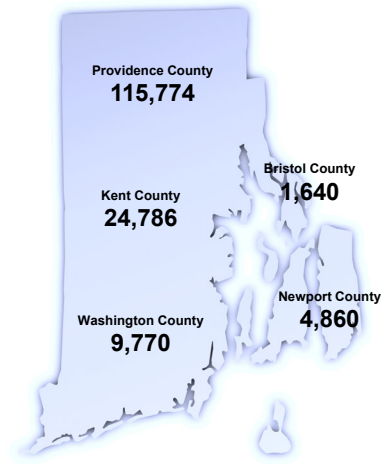 Providence County
115,774
Bristol County
1,640
Kent County
24,786
Newport County
4,860
Washington County
9,770